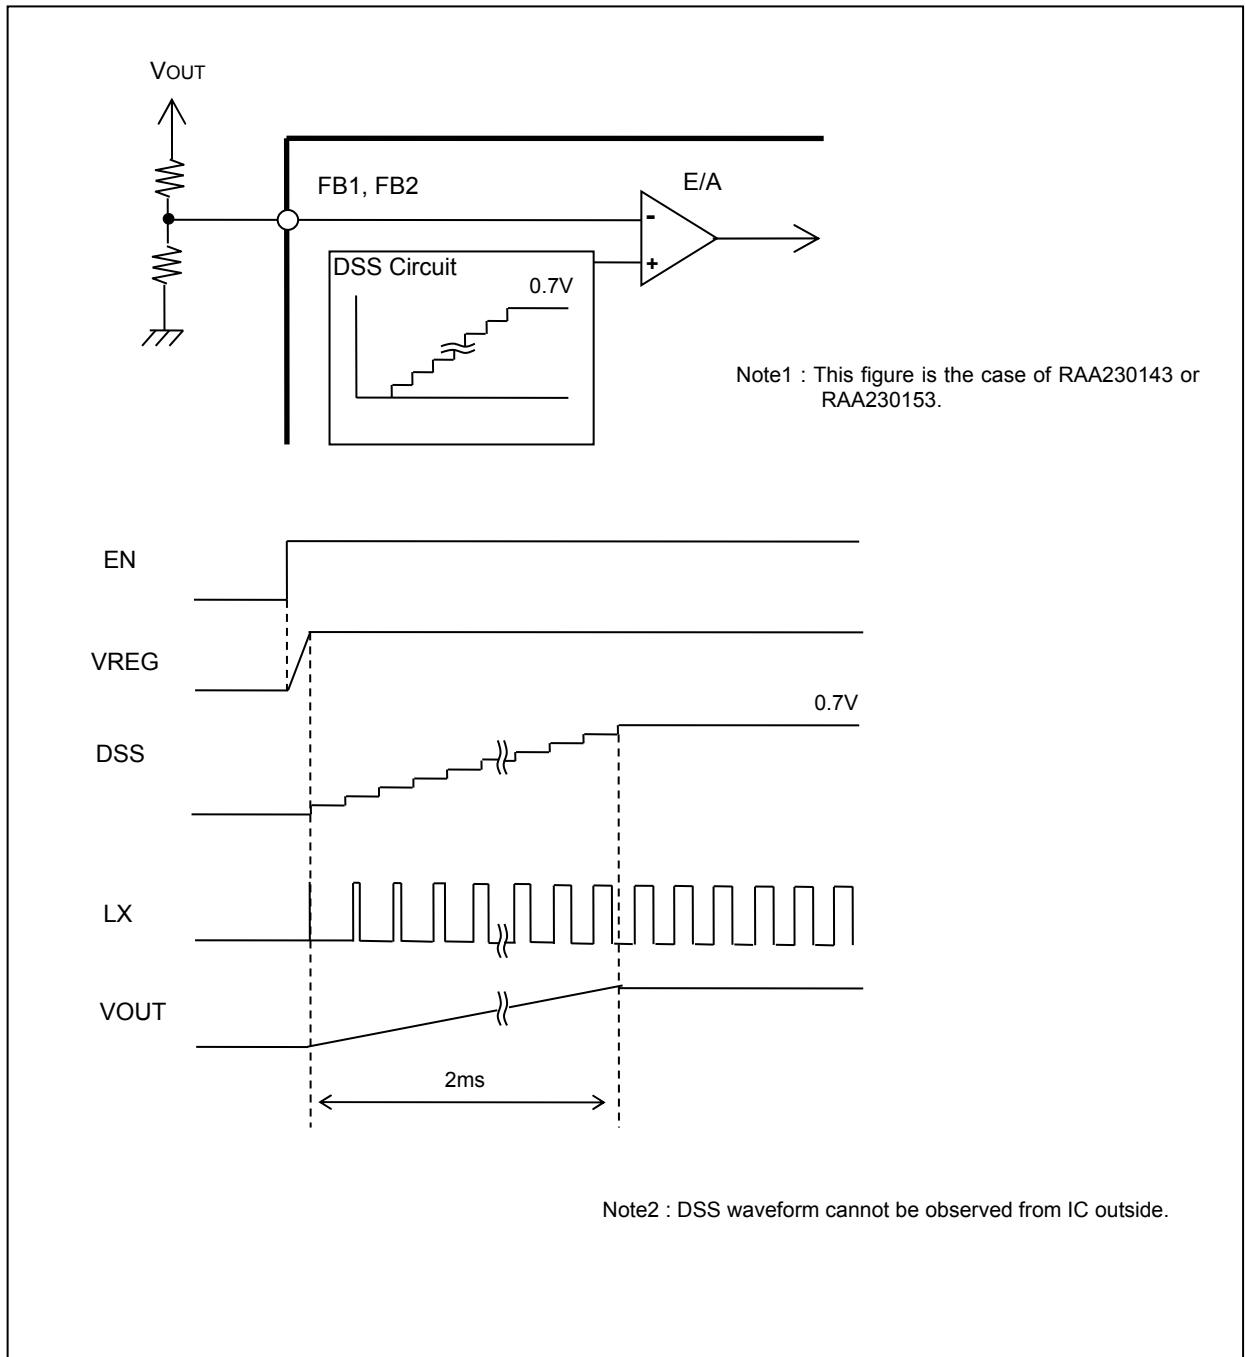 VOUT
FB1, FB2
E/A
-
+
DSS Circuit
0.7V
Note1 : This figure is the case of RAA230143 or
RAA230153.
EN
VREG
0.7V
DSS
LX
VOUT
2ms
Note2 : DSS waveform cannot be observed from IC outside.